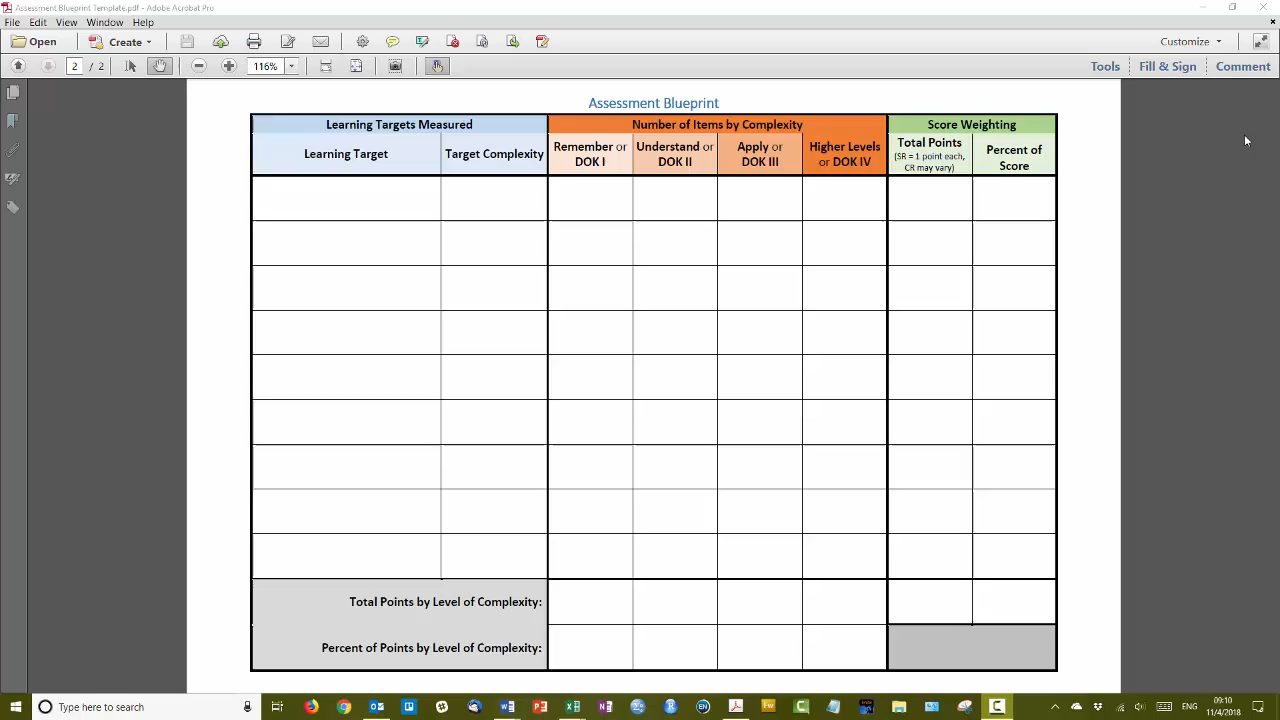 Assessment Blueprint Template.pdf - Adobe Acrobat Pro
File Edit View Window Help
Open Create Customize
2 / 2 116% Tools Fill & Sign Comment
Assessment Blueprint
Learning Targets Measured Number of Items by Complexity Score Weighting
Learning Target Target Complexity
Remember or
DOK I
Understand or
DOK II
Apply or
DOK III
Higher Levels
or DOK IV
Total Points
(SR = 1 point each,
CR may vary)
Percent of
Score
Total Points by Level of Complexity:
Percent of Points by Level of Complexity:
Type here to search
ENG
09:10
11/4/2018